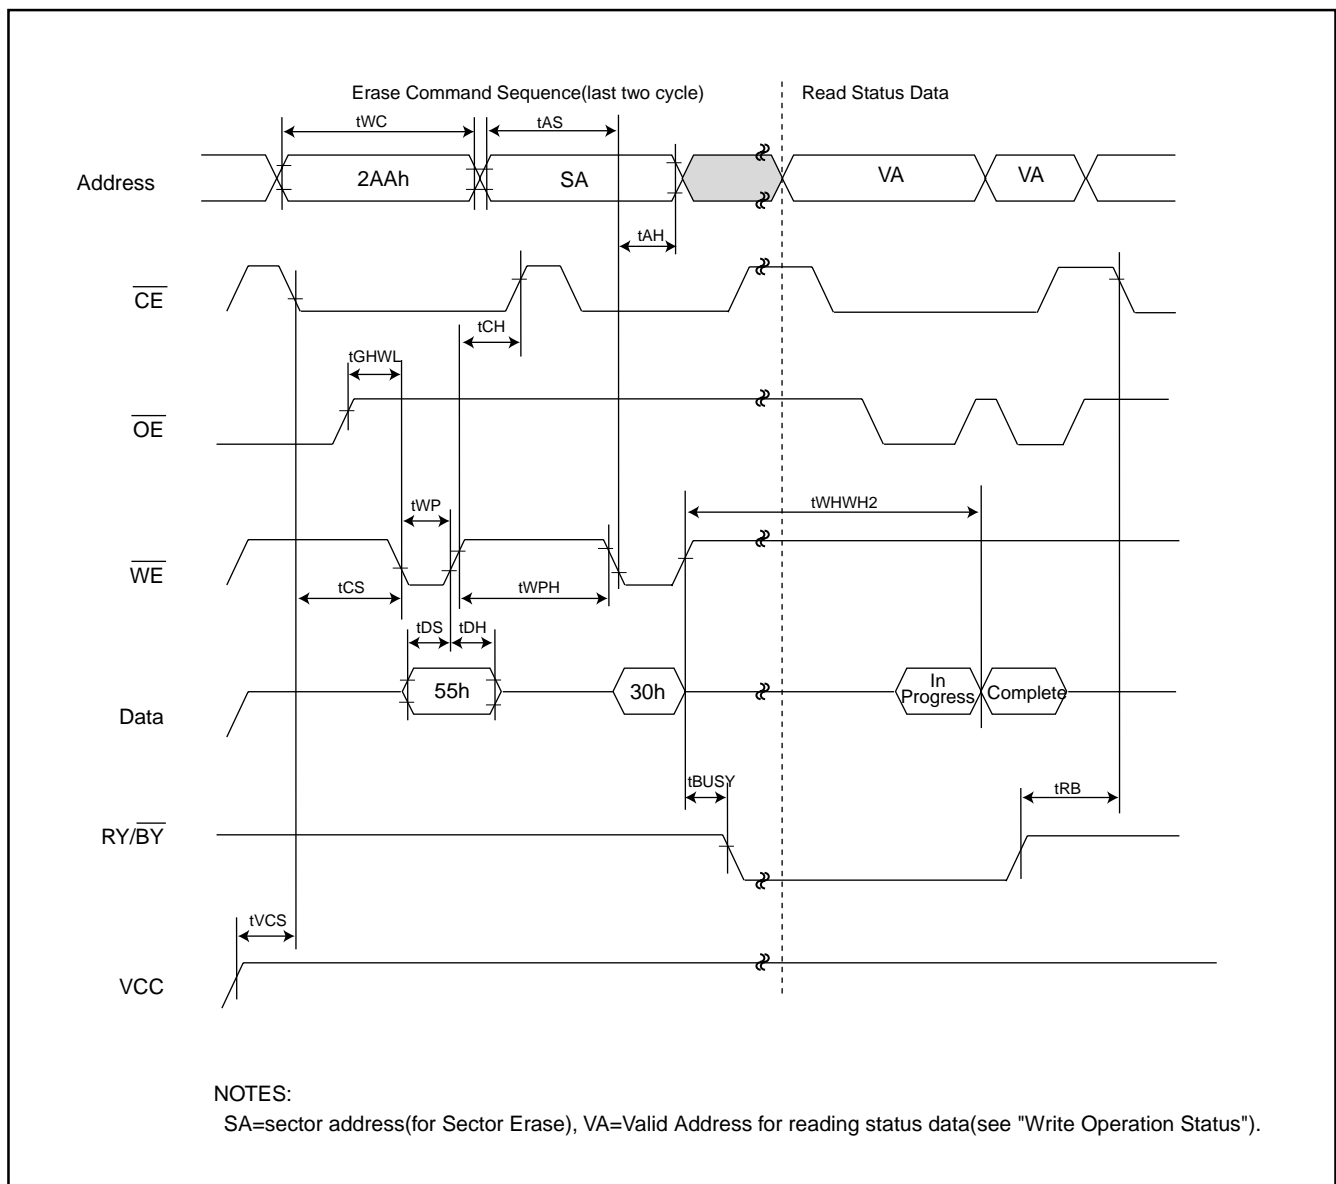 Erase Command Sequence(last two cycle)
Read Status Data
tWC
tAS
Address
2AAh
SA
VA
VA
tAH
CE
tCH
tGHWL
OE
tWP
tWHWH2
WE
tCS
tWPH
tDS
tDH
55h
30h
In
Progress
Complete
Data
tBUSY
tRB
RY/BY
tVCS
VCC
NOTES:
SA=sector address(for Sector Erase), VA=Valid Address for reading status data(see "Write Operation Status").